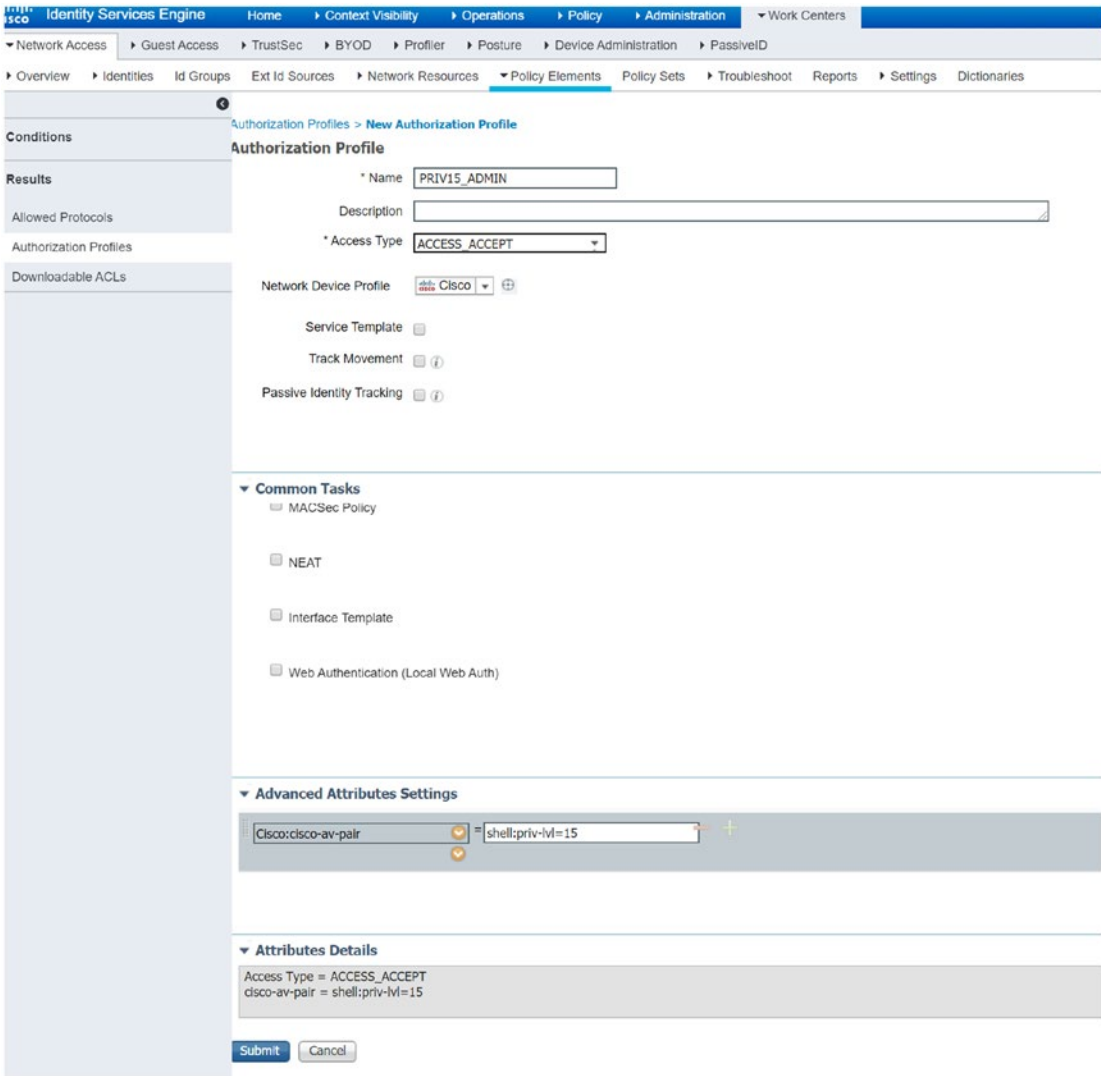 cisco Identity Services Engine Home Context Visibility Operations Policy Administration Work Centers
Network Access Guest Access TrustSec BYOD Profiler Posture Device Administration PassiveID
Overview Identities Id Groups Ext Id Sources Network Resources Policy Elements Policy Sets Troubleshoot Reports Settings Dictionaries
Conditions
Results
Allowed Protocols
Authorization Profiles
Downloadable ACLs
Authorization Profiles > New Authorization Profile
Authorization Profile
* Name PRIV15_ADMIN
Description
* Access Type ACCESS_ACCEPT
Network Device Profile Cisco
Service Template
Track Movement
Passive Identity Tracking
Common Tasks
MACSec Policy
NEAT
Interface Template
Web Authentication (Local Web Auth)
Advanced Attributes Settings
Cisco:cisco-av-pair = shell:priv-lvl=15
Attributes Details
Access Type = ACCESS_ACCEPT
cisco-av-pair = shell:priv-lvl=15
Submit Cancel